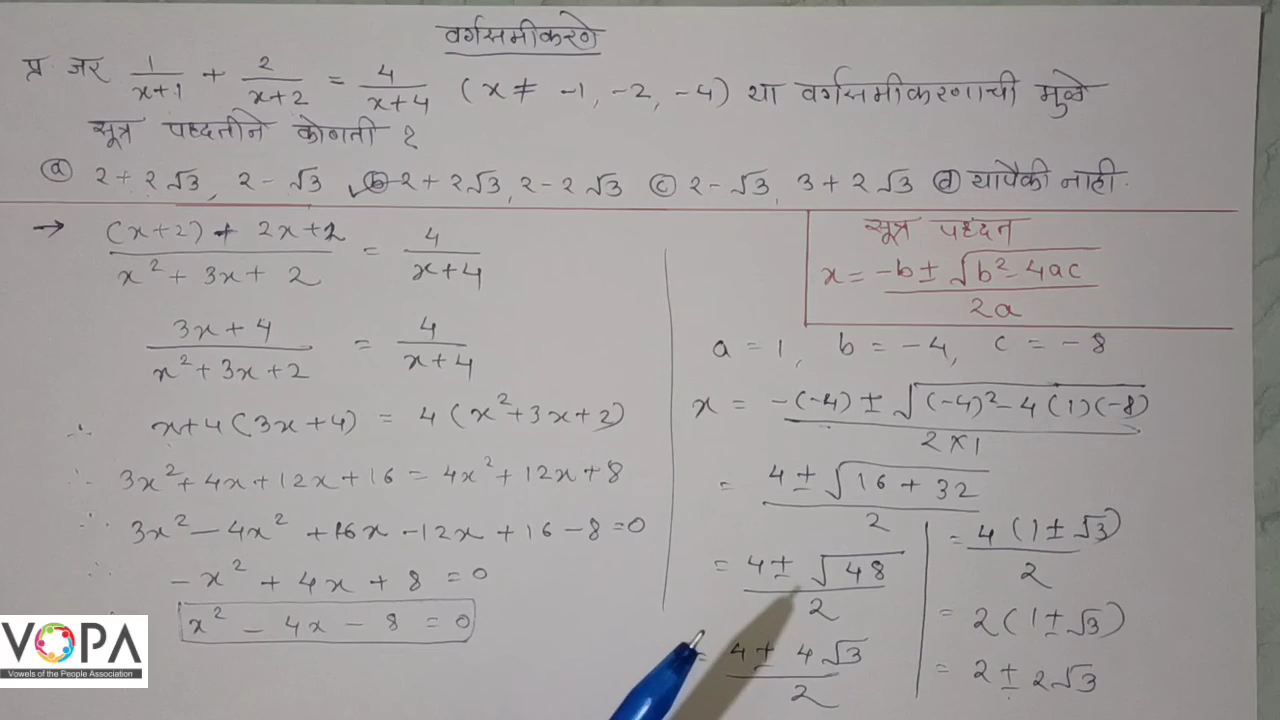 वर्गसमीकरणे
प्र. जर 1/(x+1) + 2/(x+2) = 4/(x+4) (x ≠ -1, -2, -4) या वर्गसमीकरणाची मुळे
सूत्र पद्धतीने कोणती ?
ⓐ 2+2√3, 2-√3 ✓ⓑ 2+2√3, 2-2√3 ⓒ 2-√3, 3+2√3 ⓓ यापैकी नाही.
→ ((x+2)+2x+2)/(x²+3x+2) = 4/(x+4)
(3x+4)/(x²+3x+2) = 4/(x+4)
∴ x+4(3x+4) = 4(x²+3x+2)
∴ 3x²+4x+12x+16 = 4x²+12x+8
∴ 3x²-4x²+16x-12x+16-8=0
∴ -x²+4x+8=0
x²-4x-8=0
सूत्र पद्धत
x = (-b±√(b²-4ac))/2a
a=1, b=-4, c=-8
x = (-(-4)±√((-4)²-4(1)(-8)))/(2×1)
= (4±√(16+32))/2
= (4±√48)/2
= (4±4√3)/2
= 4(1±√3)/2
= 2(1±√3)
= 2±2√3
VOPA
Vowels of the People Association